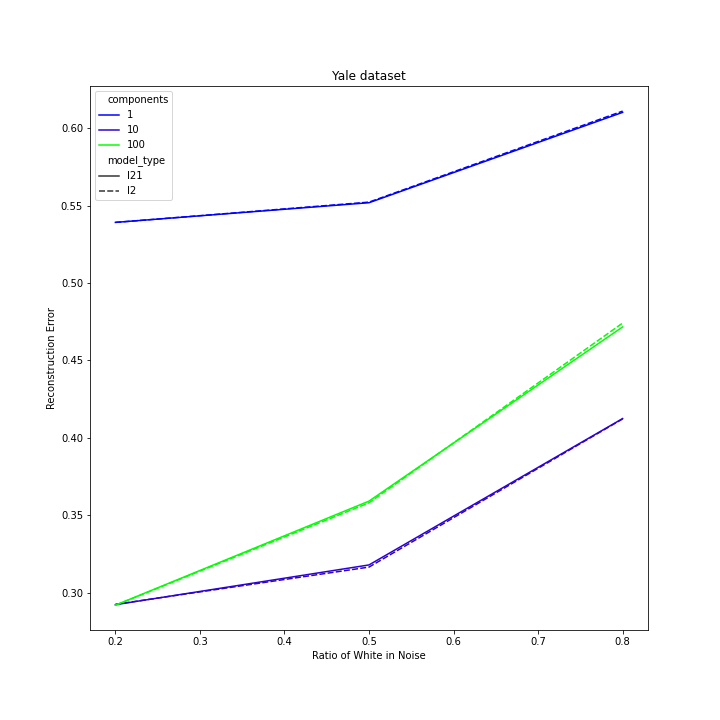 Yale dataset
components
1
10
100
model_type
l21
l2
0.60
0.55
0.50
0.45
0.40
0.35
0.30
Reconstruction Error
0.2 0.3 0.4 0.5 0.6 0.7 0.8
Ratio of White in Noise